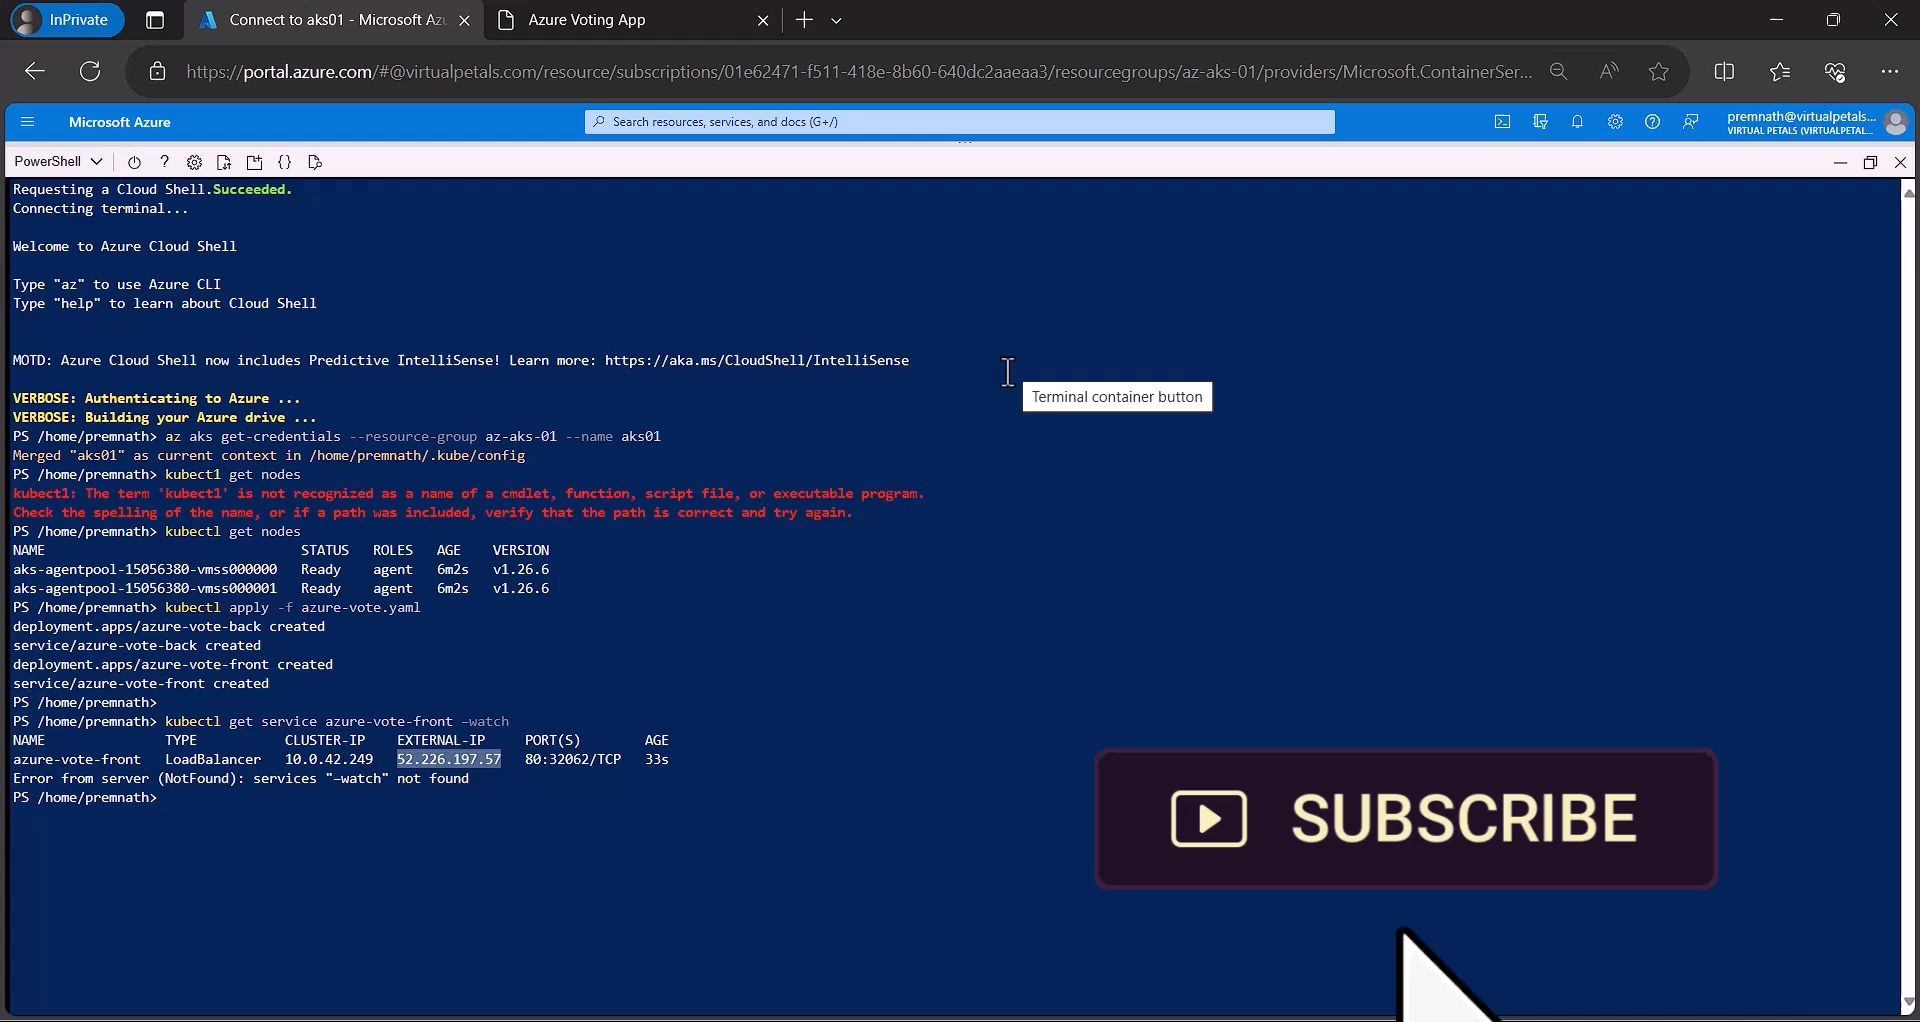 InPrivate
Connect to aks01 - Microsoft Azu
Azure Voting App
https://portal.azure.com/#@virtualpetals.com/resource/subscriptions/01e62471-f511-418e-8b60-640dc2aaeaa3/resourcegroups/az-aks-01/providers/Microsoft.ContainerSer...
Microsoft Azure
Search resources, services, and docs (G+/)
premnath@virtualpetals...
VIRTUAL PETALS (VIRTUALPETAL...
PowerShell
Requesting a Cloud Shell.Succeeded.
Connecting terminal...
Welcome to Azure Cloud Shell
Type "az" to use Azure CLI
Type "help" to learn about Cloud Shell
MOTD: Azure Cloud Shell now includes Predictive IntelliSense! Learn more: https://aka.ms/CloudShell/IntelliSense
Terminal container button
VERBOSE: Authenticating to Azure ...
VERBOSE: Building your Azure drive ...
PS /home/premnath> az aks get-credentials --resource-group az-aks-01 --name aks01
Merged "aks01" as current context in /home/premnath/.kube/config
PS /home/premnath> kubect1 get nodes
kubect1: The term 'kubect1' is not recognized as a name of a cmdlet, function, script file, or executable program.
Check the spelling of the name, or if a path was included, verify that the path is correct and try again.
PS /home/premnath> kubectl get nodes
NAME STATUS ROLES AGE VERSION
aks-agentpool-15056380-vmss000000 Ready agent 6m2s v1.26.6
aks-agentpool-15056380-vmss000001 Ready agent 6m2s v1.26.6
PS /home/premnath> kubectl apply -f azure-vote.yaml
deployment.apps/azure-vote-back created
service/azure-vote-back created
deployment.apps/azure-vote-front created
service/azure-vote-front created
PS /home/premnath>
PS /home/premnath> kubectl get service azure-vote-front –watch
NAME TYPE CLUSTER-IP EXTERNAL-IP PORT(S) AGE
azure-vote-front LoadBalancer 10.0.42.249 52.226.197.57 80:32062/TCP 33s
Error from server (NotFound): services "–watch" not found
PS /home/premnath>
SUBSCRIBE